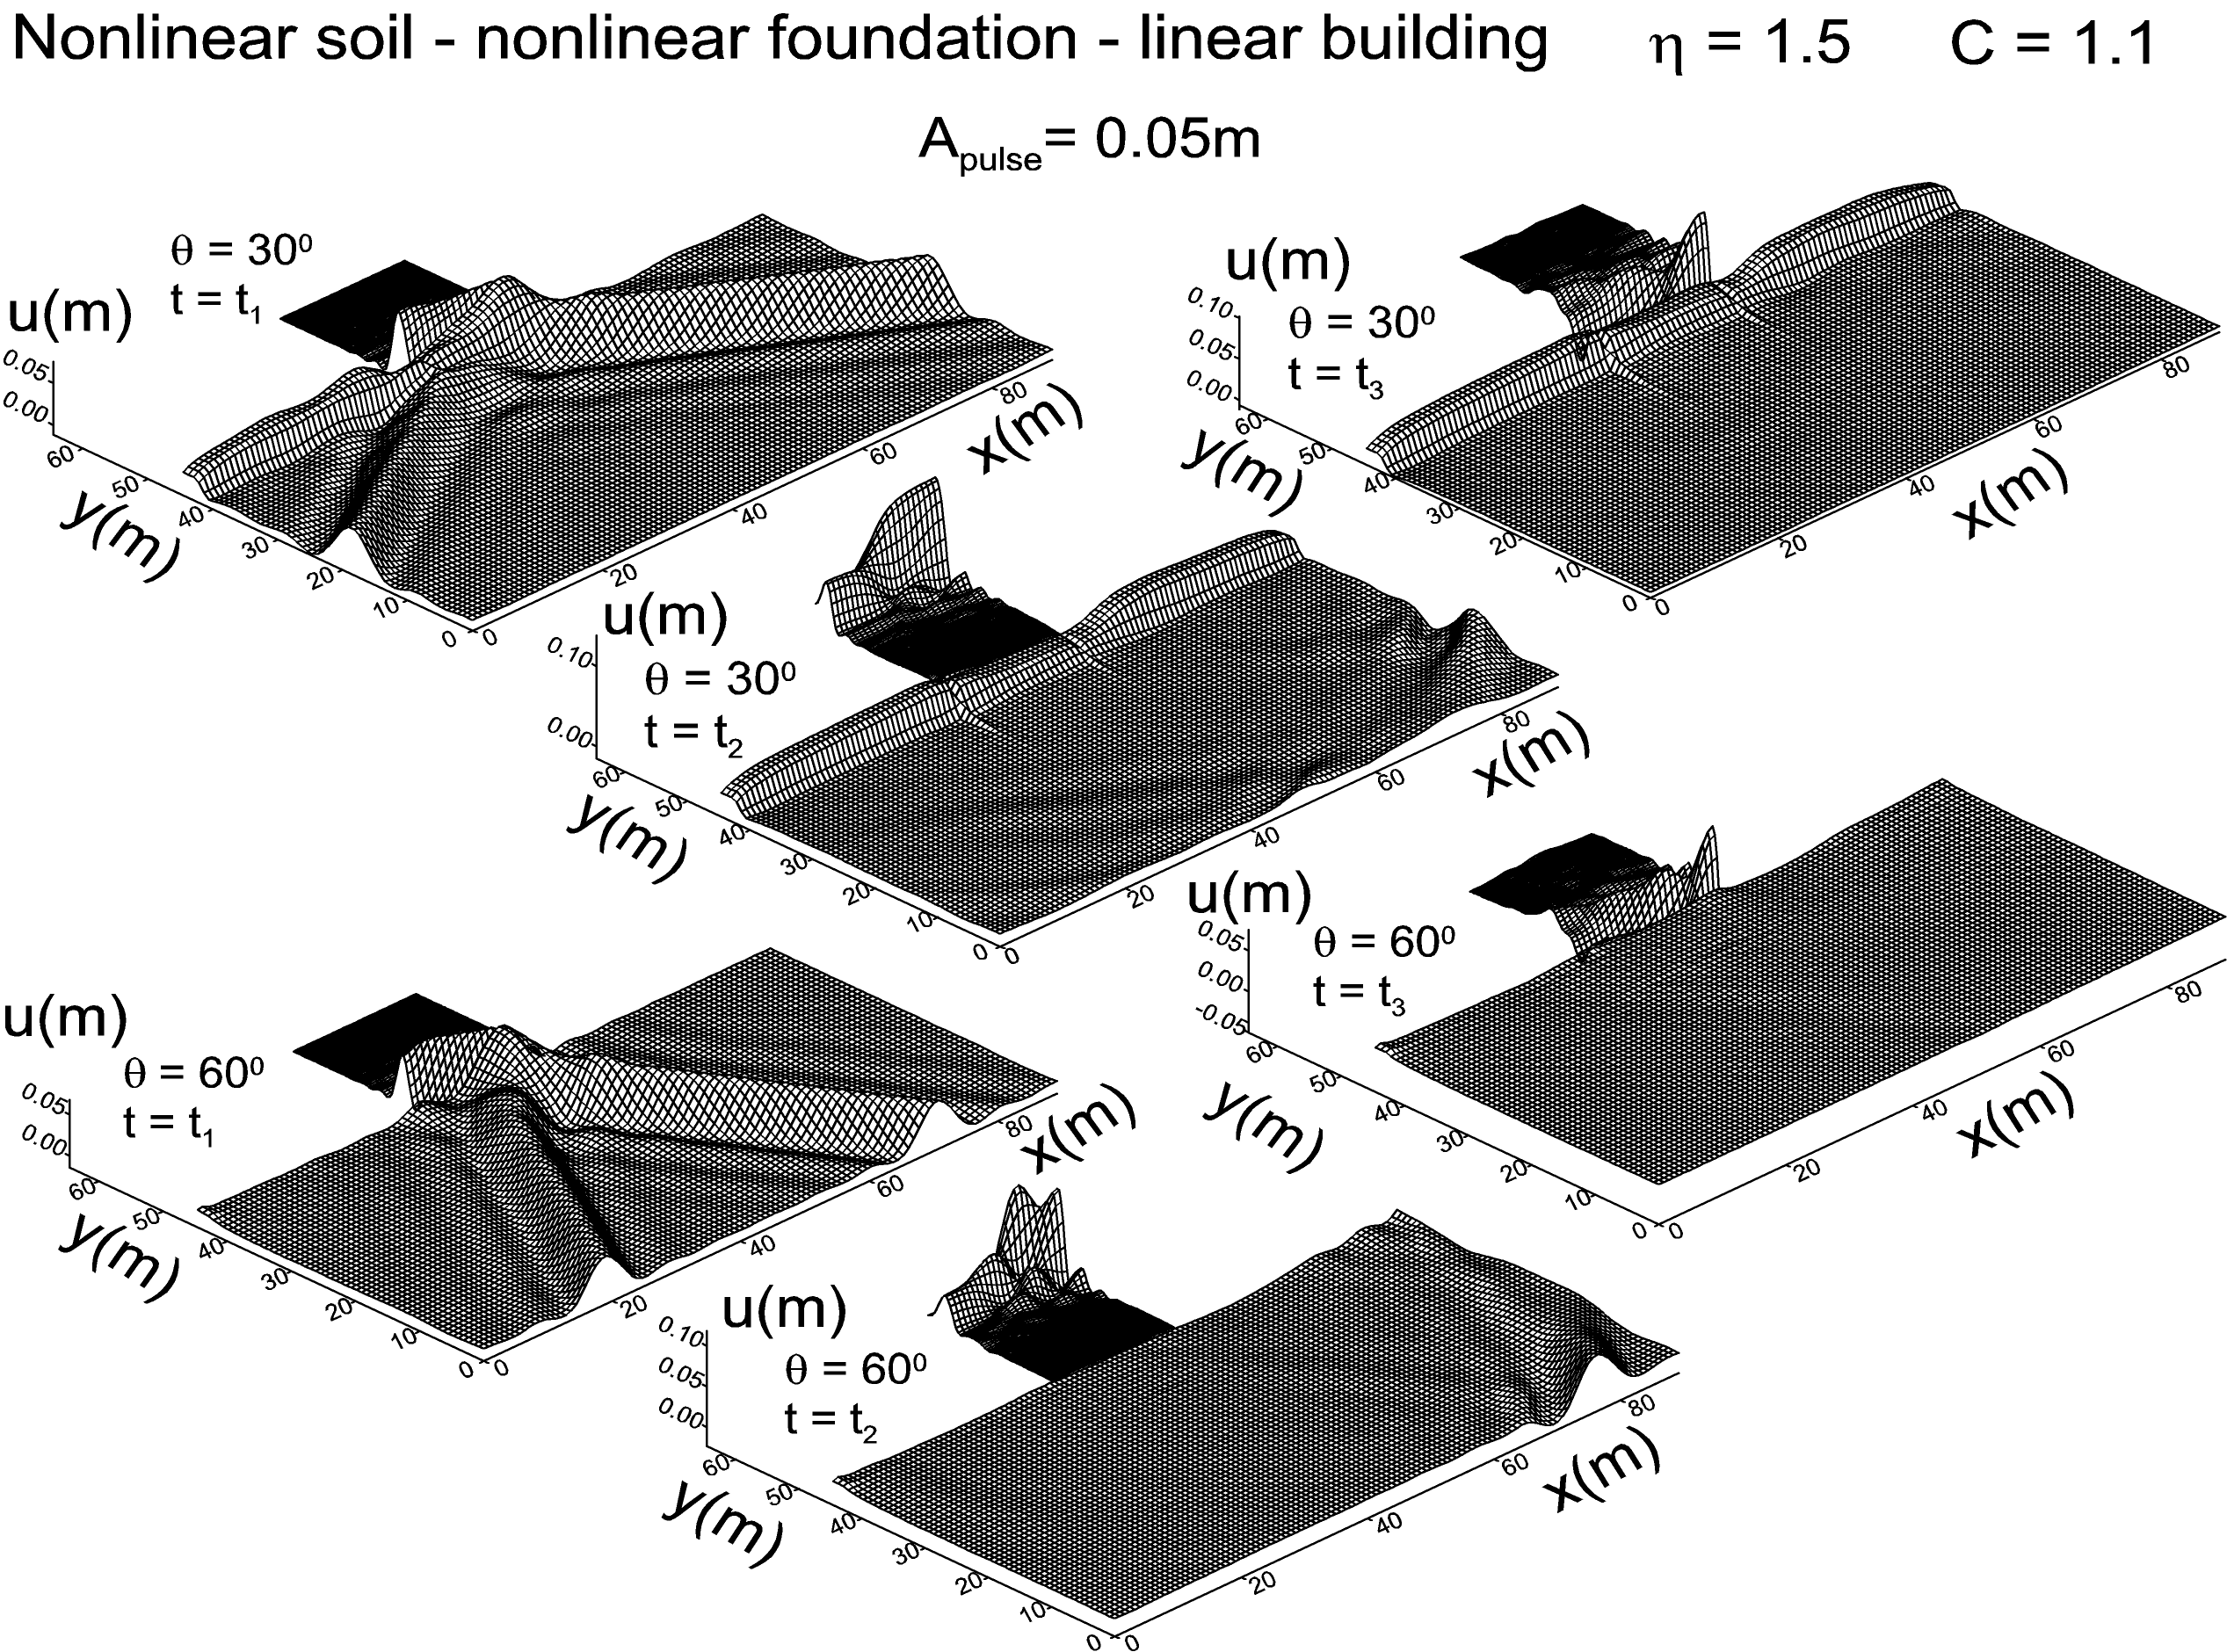 Nonlinear soil - nonlinear foundation - linear building η = 1.5 C = 1.1
A_pulse = 0.05m
θ = 30⁰
t = t₁
u(m)
0.05
0.00
60
50
40
30
20
10
0
y(m)
0
20
40
60
80
x(m)
u(m)
θ = 30⁰
t = t₃
0.10
0.05
0.00
60
50
40
30
20
10
0
y(m)
0
20
40
60
80
x(m)
u(m)
θ = 30⁰
t = t₂
0.10
0.00
60
50
40
30
20
10
0
y(m)
0
20
40
60
80
x(m)
u(m)
θ = 60⁰
t = t₃
0.05
0.00
-0.05
60
50
40
30
20
10
0
y(m)
0
20
40
60
80
x(m)
u(m)
θ = 60⁰
t = t₁
0.05
0.00
60
50
40
30
20
10
0
y(m)
0
20
40
60
80
x(m)
u(m)
θ = 60⁰
t = t₂
0.10
0.05
0.00
60
50
40
30
20
10
0
y(m)
0
20
40
60
80
x(m)